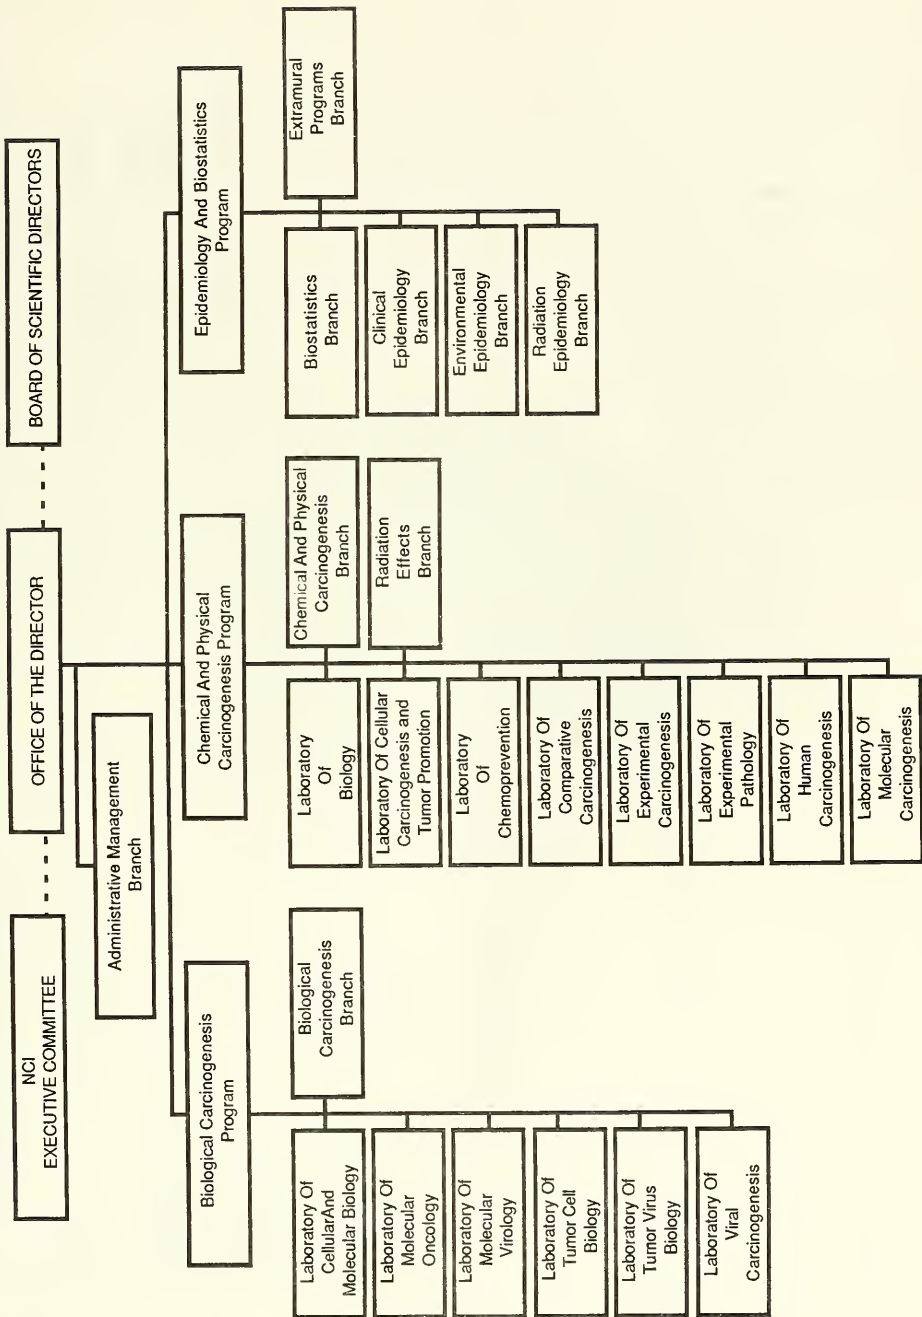 NCI
EXECUTIVE COMMITTEE
OFFICE OF THE DIRECTOR
BOARD OF SCIENTIFIC DIRECTORS
Administrative Management
Branch
Biological Carcinogenesis
Program
Chemical And Physical
Carcinogenesis Program
Epidemiology And Biostatistics
Program
Laboratory Of
Cellular And
Molecular Biology
Biological
Carcinogenesis
Branch
Laboratory Of
Molecular
Oncology
Laboratory Of
Molecular
Virology
Laboratory Of
Tumor Cell
Biology
Laboratory Of
Tumor Virus
Biology
Laboratory Of
Viral
Carcinogenesis
Laboratory
Of
Biology
Chemical And Physical
Carcinogenesis
Branch
Laboratory Of Cellular
Carcinogenesis and
Tumor Promotion
Radiation
Effects
Branch
Laboratory
Of
Chemoprevention
Laboratory Of
Comparative
Carcinogenesis
Laboratory Of
Experimental
Carcinogenesis
Laboratory Of
Experimental
Pathology
Laboratory Of
Human
Carcinogenesis
Laboratory Of
Molecular
Carcinogenesis
Biostatistics
Branch
Extramural
Programs
Branch
Clinical
Epidemiology
Branch
Environmental
Epidemiology
Branch
Radiation
Epidemiology
Branch